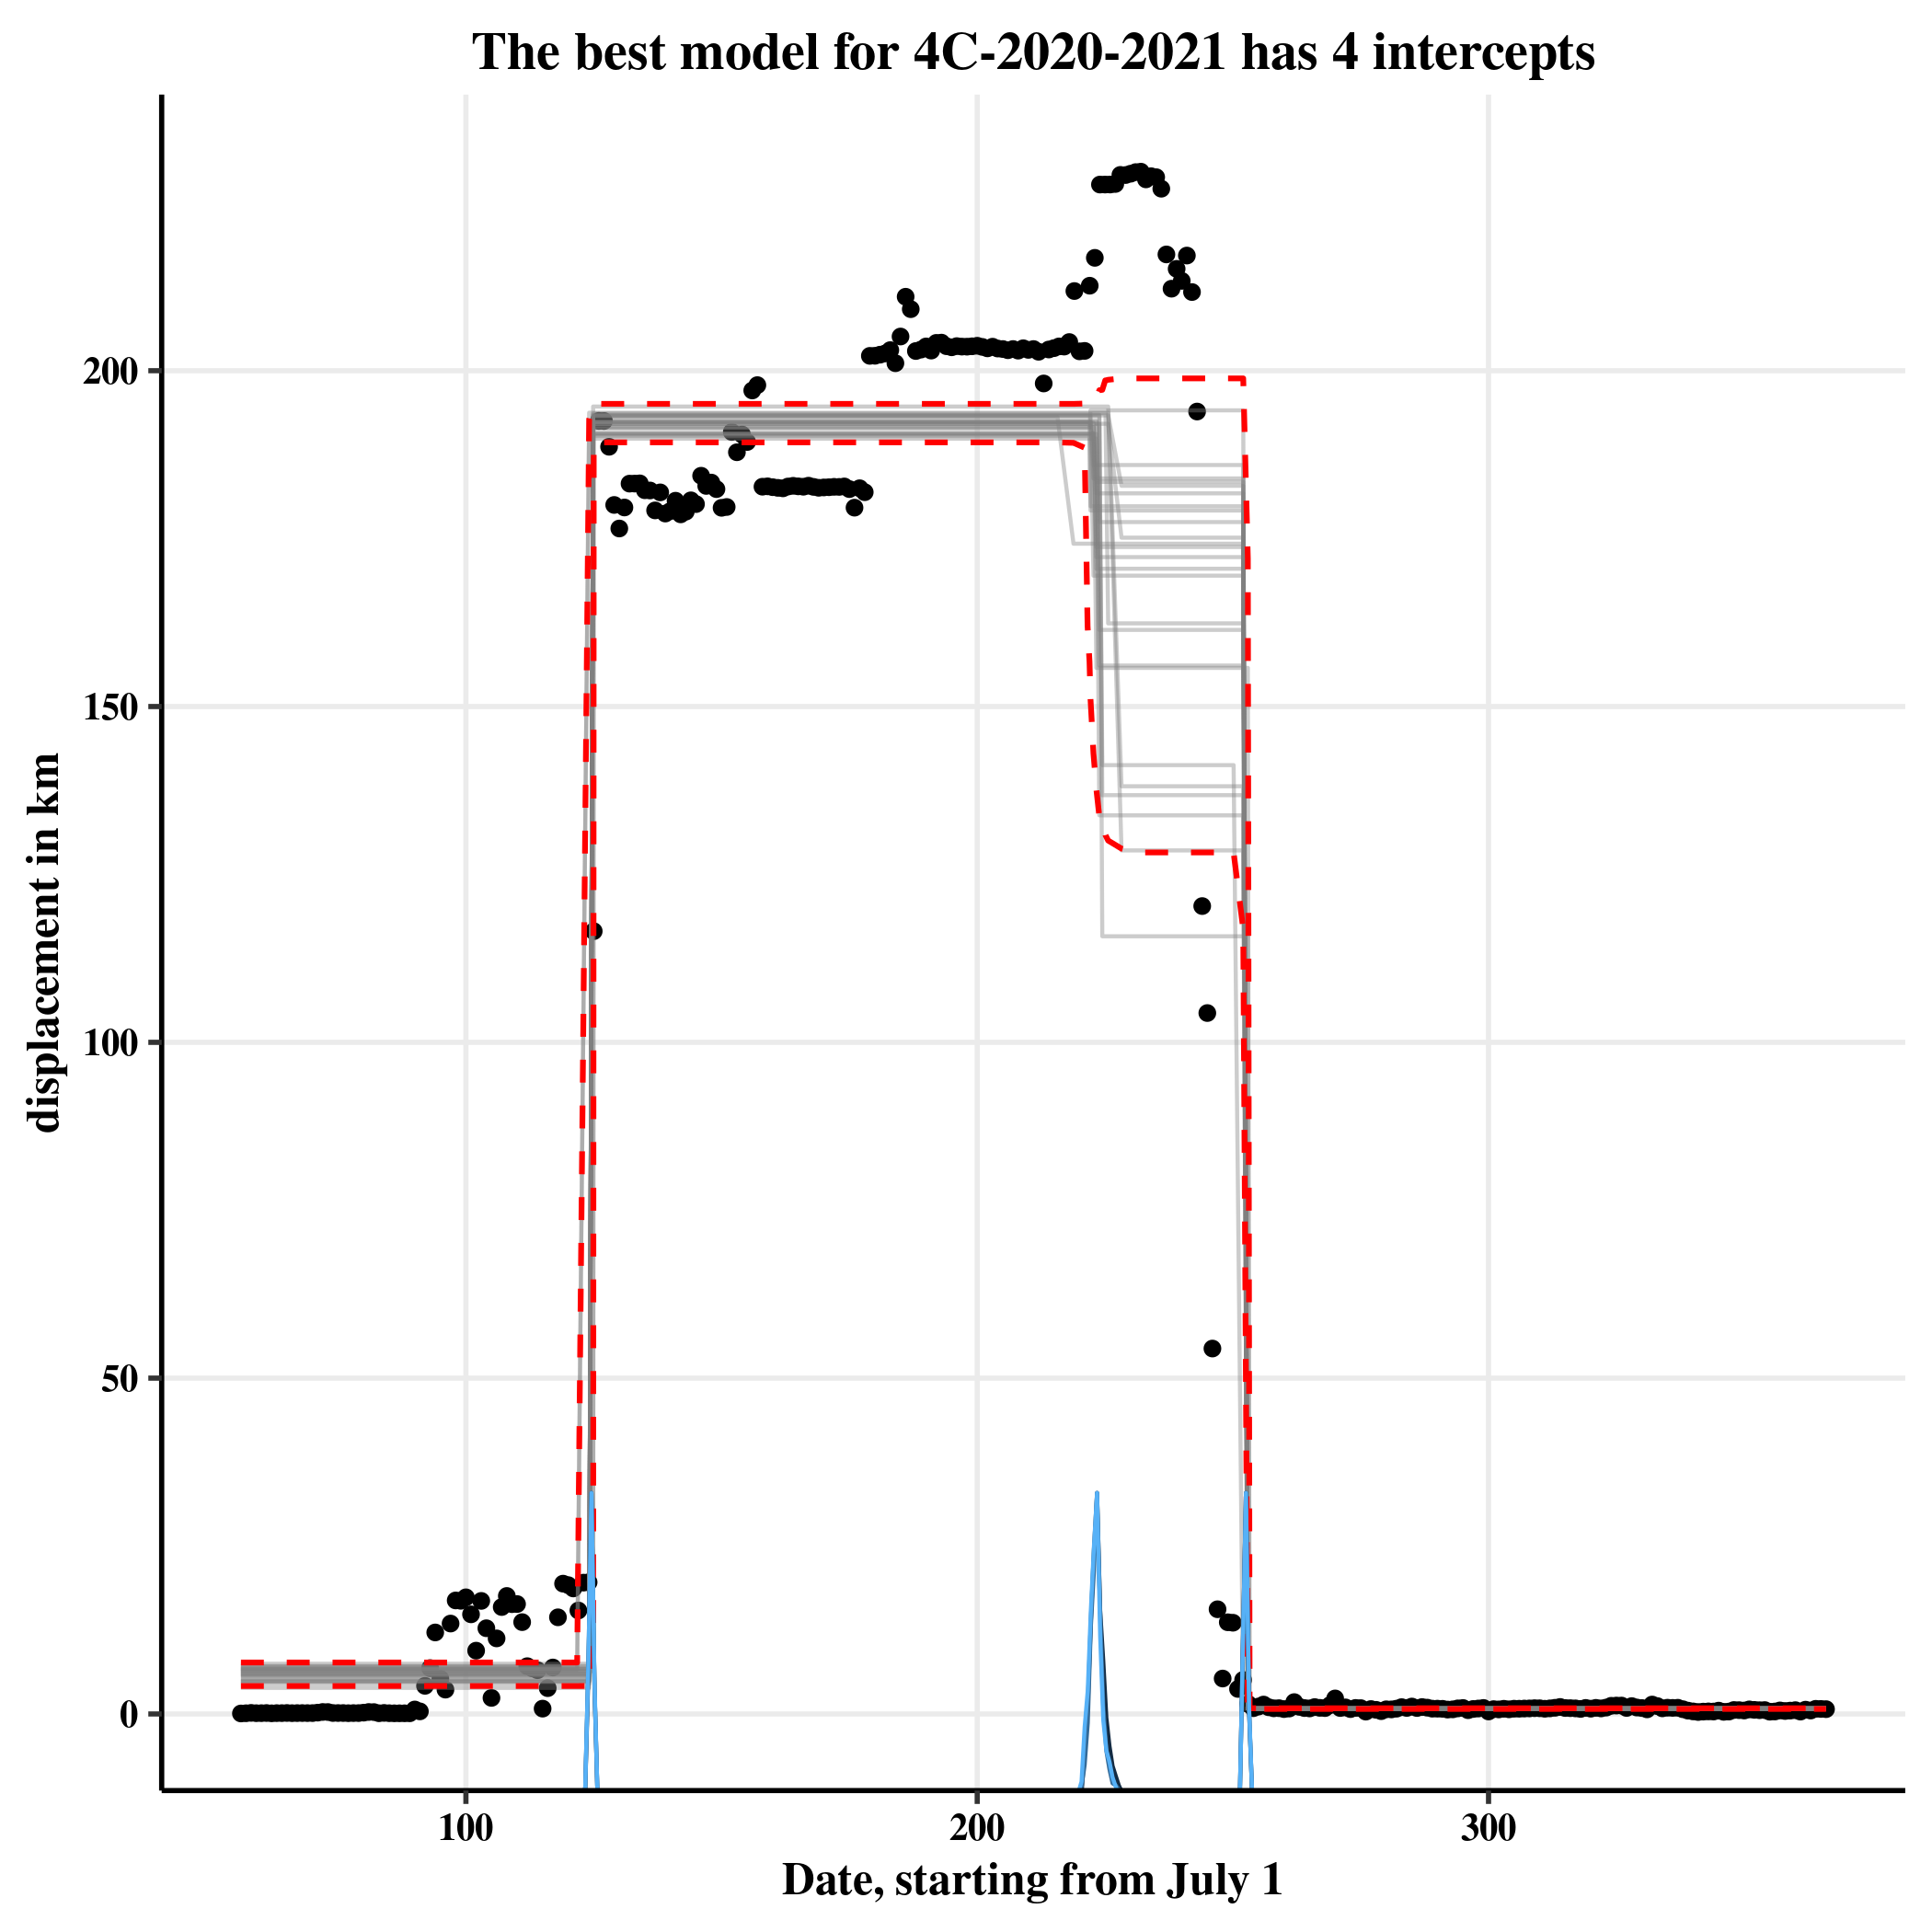 The best model for 4C-2020-2021 has 4 intercepts
displacement in km
200
150
100
50
0
100 200 300
Date, starting from July 1